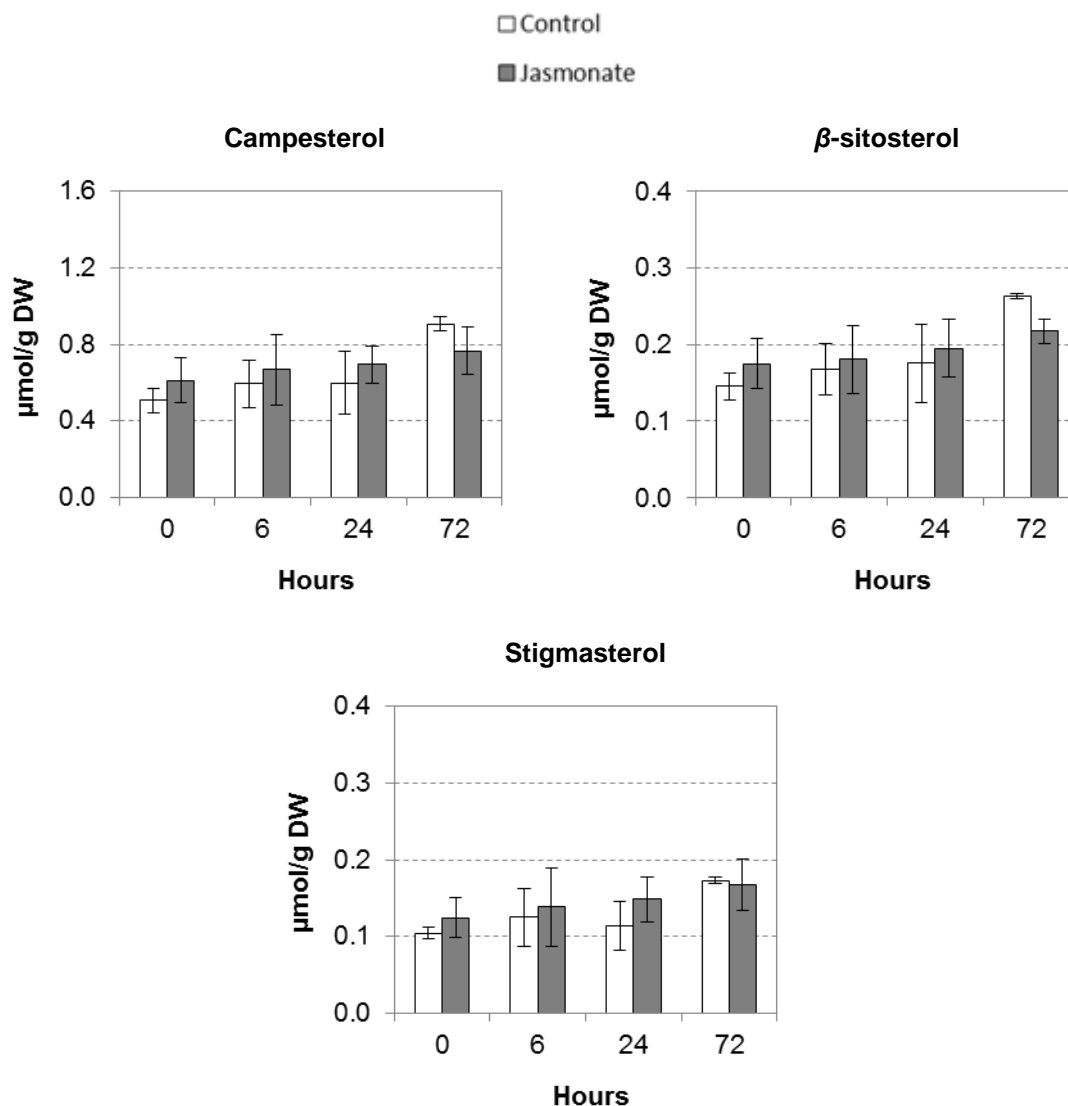 Control
Jasmonate
Campesterol
1.6
1.2
0.8
0.4
0.0
µmol/g DW
0 6 24 72
Hours
β-sitosterol
0.4
0.3
0.2
0.1
0.0
µmol/g DW
0 6 24 72
Hours
Stigmasterol
0.4
0.3
0.2
0.1
0.0
µmol/g DW
0 6 24 72
Hours